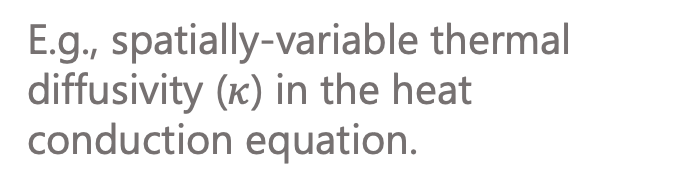 E.g., spatially-variable thermal
diffusivity (κ) in the heat
conduction equation.